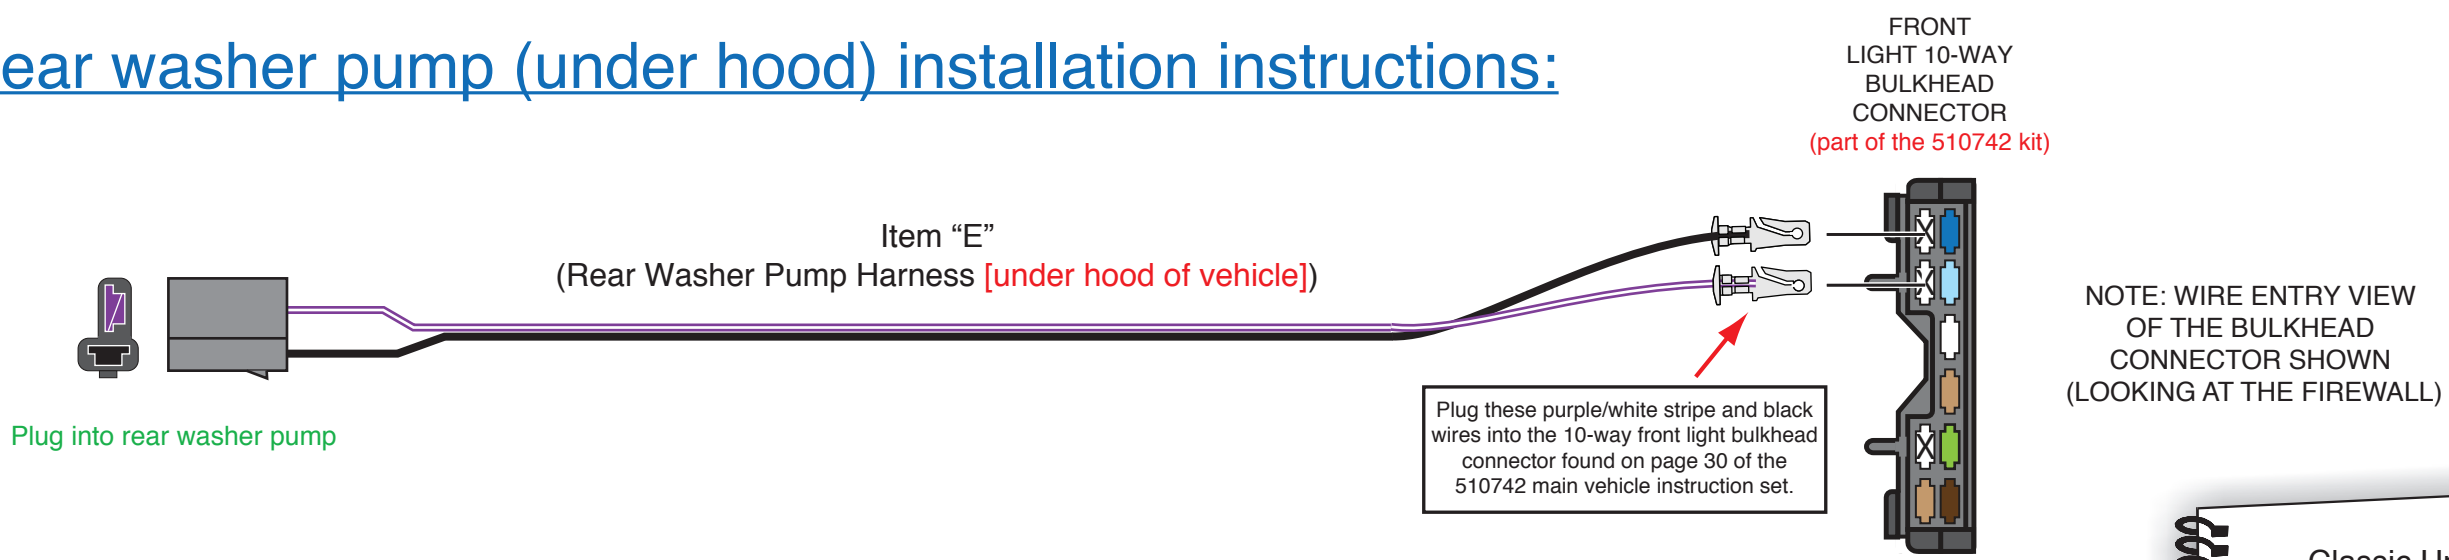 ear washer pump (under hood) installation instructions:
FRONT
LIGHT 10-WAY
BULKHEAD
CONNECTOR
(part of the 510742 kit)
Item “E”
(Rear Washer Pump Harness [under hood of vehicle])
NOTE: WIRE ENTRY VIEW
OF THE BULKHEAD
CONNECTOR SHOWN
(LOOKING AT THE FIREWALL)
Plug into rear washer pump
Plug these purple/white stripe and black
wires into the 10-way front light bulkhead
connector found on page 30 of the
510742 main vehicle instruction set.
Classic